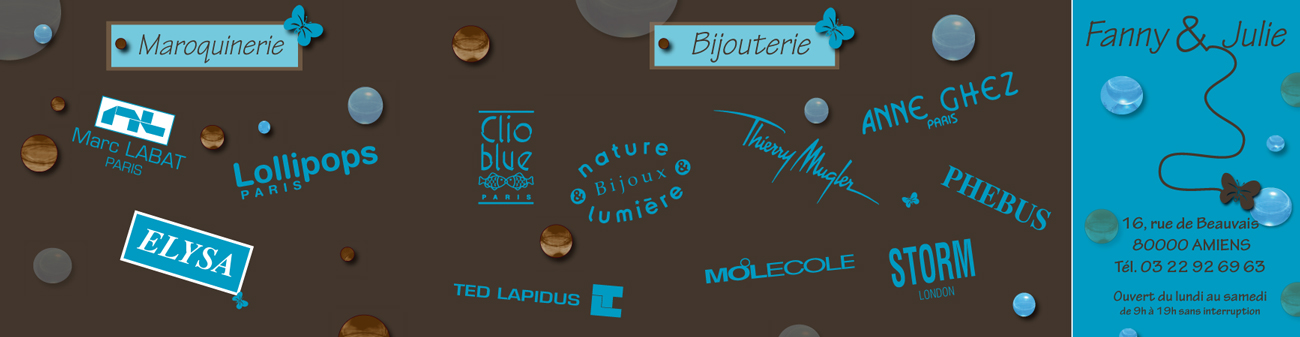 Maroquinerie
Marc LABAT
PARIS
Lollipops
PARIS
ELYSA
Bijouterie
Clio
blue
PARIS
nature
& Bijoux &
lumière
Thierry Mugler
ANNE GHEZ
PARIS
PHEBUS
TED LAPIDUS
MOLECOLE
STORM
LONDON
Fanny & Julie
16, rue de Beauvais
80000 AMIENS
Tél. 03 22 92 69 63
Ouvert du lundi au samedi
de 9h à 19h sans interruption